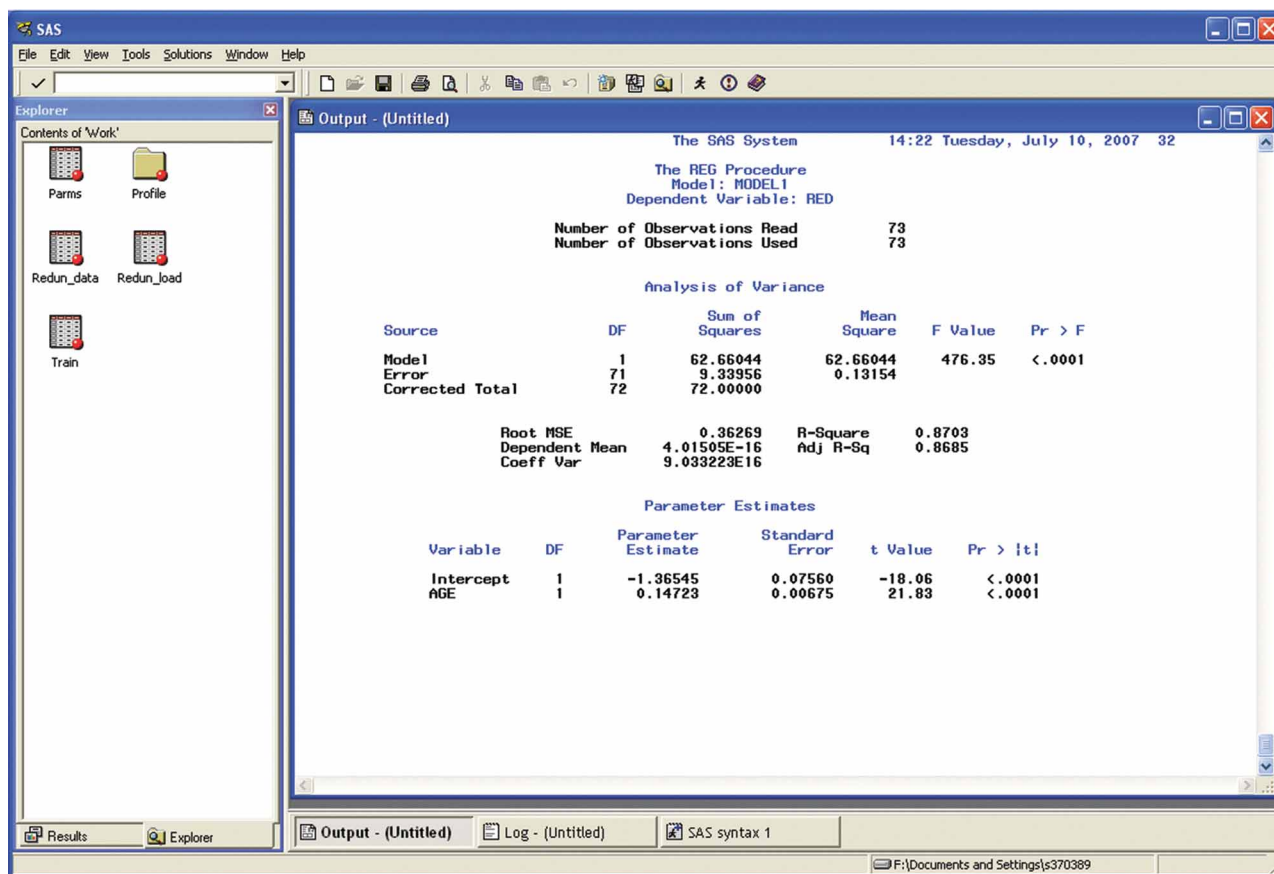 SAS
File Edit View Tools Solutions Window Help
Explorer
Contents of 'Work'
Parms Profile
Redun_data Redun_load
Train
Output - (Untitled)
The SAS System 14:22 Tuesday, July 10, 2007 32
The REG Procedure
Model: MODEL1
Dependent Variable: RED
Number of Observations Read 73
Number of Observations Used 73
Analysis of Variance
Sum of Mean
Source DF Squares Square F Value Pr > F
Model 1 62.66044 62.66044 476.35 <.0001
Error 71 9.33956 0.13154
Corrected Total 72 72.00000
Root MSE 0.36269 R-Square 0.8703
Dependent Mean 4.01505E-16 Adj R-Sq 0.8685
Coeff Var 9.033223E16
Parameter Estimates
Parameter Standard
Variable DF Estimate Error t Value Pr > |t|
Intercept 1 -1.36545 0.07560 -18.06 <.0001
AGE 1 0.14723 0.00675 21.83 <.0001
Results Explorer
Output - (Untitled) Log - (Untitled) SAS syntax 1
F:\Documents and Settings\s370389